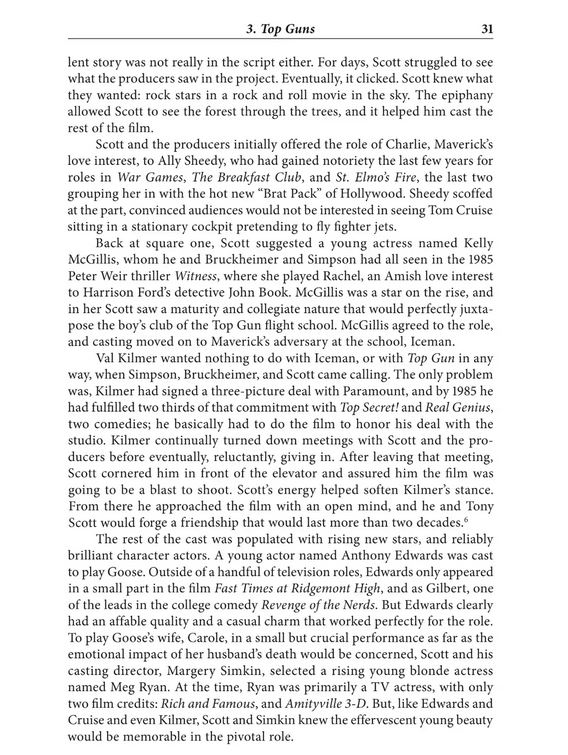 3. Top Guns 31
lent story was not really in the script either. For days, Scott struggled to see
what the producers saw in the project. Eventually, it clicked. Scott knew what
they wanted: rock stars in a rock and roll movie in the sky. The epiphany
allowed Scott to see the forest through the trees, and it helped him cast the
rest of the film.
Scott and the producers initially offered the role of Charlie, Maverick's
love interest, to Ally Sheedy, who had gained notoriety the last few years for
roles in War Games, The Breakfast Club, and St. Elmo's Fire, the last two
grouping her in with the hot new “Brat Pack” of Hollywood. Sheedy scoffed
at the part, convinced audiences would not be interested in seeing Tom Cruise
sitting in a stationary cockpit pretending to fly fighter jets.
Back at square one, Scott suggested a young actress named Kelly
McGillis, whom he and Bruckheimer and Simpson had all seen in the 1985
Peter Weir thriller Witness, where she played Rachel, an Amish love interest
to Harrison Ford's detective John Book. McGillis was a star on the rise, and
in her Scott saw a maturity and collegiate nature that would perfectly juxta-
pose the boy's club of the Top Gun flight school. McGillis agreed to the role,
and casting moved on to Maverick's adversary at the school, Iceman.
Val Kilmer wanted nothing to do with Iceman, or with Top Gun in any
way, when Simpson, Bruckheimer, and Scott came calling. The only problem
was, Kilmer had signed a three-picture deal with Paramount, and by 1985 he
had fulfilled two thirds of that commitment with Top Secret! and Real Genius,
two comedies; he basically had to do the film to honor his deal with the
studio. Kilmer continually turned down meetings with Scott and the pro-
ducers before eventually, reluctantly, giving in. After leaving that meeting,
Scott cornered him in front of the elevator and assured him the film was
going to be a blast to shoot. Scott's energy helped soften Kilmer's stance.
From there he approached the film with an open mind, and he and Tony
Scott would forge a friendship that would last more than two decades.⁶
The rest of the cast was populated with rising new stars, and reliably
brilliant character actors. A young actor named Anthony Edwards was cast
to play Goose. Outside of a handful of television roles, Edwards only appeared
in a small part in the film Fast Times at Ridgemont High, and as Gilbert, one
of the leads in the college comedy Revenge of the Nerds. But Edwards clearly
had an affable quality and a casual charm that worked perfectly for the role.
To play Goose's wife, Carole, in a small but crucial performance as far as the
emotional impact of her husband's death would be concerned, Scott and his
casting director, Margery Simkin, selected a rising young blonde actress
named Meg Ryan. At the time, Ryan was primarily a TV actress, with only
two film credits: Rich and Famous, and Amityville 3-D. But, like Edwards and
Cruise and even Kilmer, Scott and Simkin knew the effervescent young beauty
would be memorable in the pivotal role.